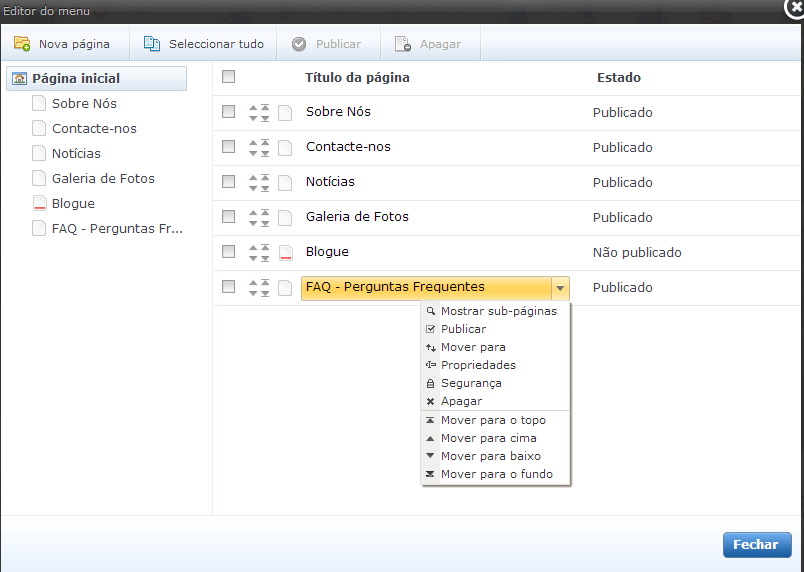 Editor do menu
Nova página Seleccionar tudo Publicar Apagar
Página inicial
Sobre Nós
Contacte-nos
Notícias
Galeria de Fotos
Blogue
FAQ - Perguntas Fr...
Título da página Estado
Sobre Nós Publicado
Contacte-nos Publicado
Notícias Publicado
Galeria de Fotos Publicado
Blogue Não publicado
FAQ - Perguntas Frequentes Publicado
Mostrar sub-páginas
Publicar
Mover para
Propriedades
Segurança
Apagar
Mover para o topo
Mover para cima
Mover para baixo
Mover para o fundo
Fechar